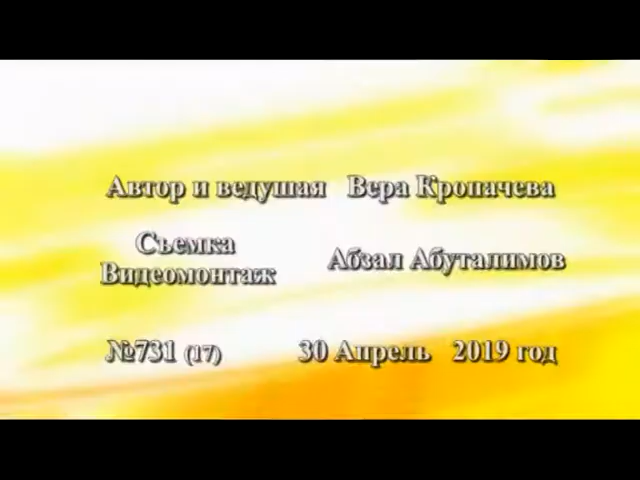 Автор и ведушая Вера Кропачева
Съемка
Видеомонтаж Абзал Абуталимов
№731 (17) 30 Апрель 2019 год